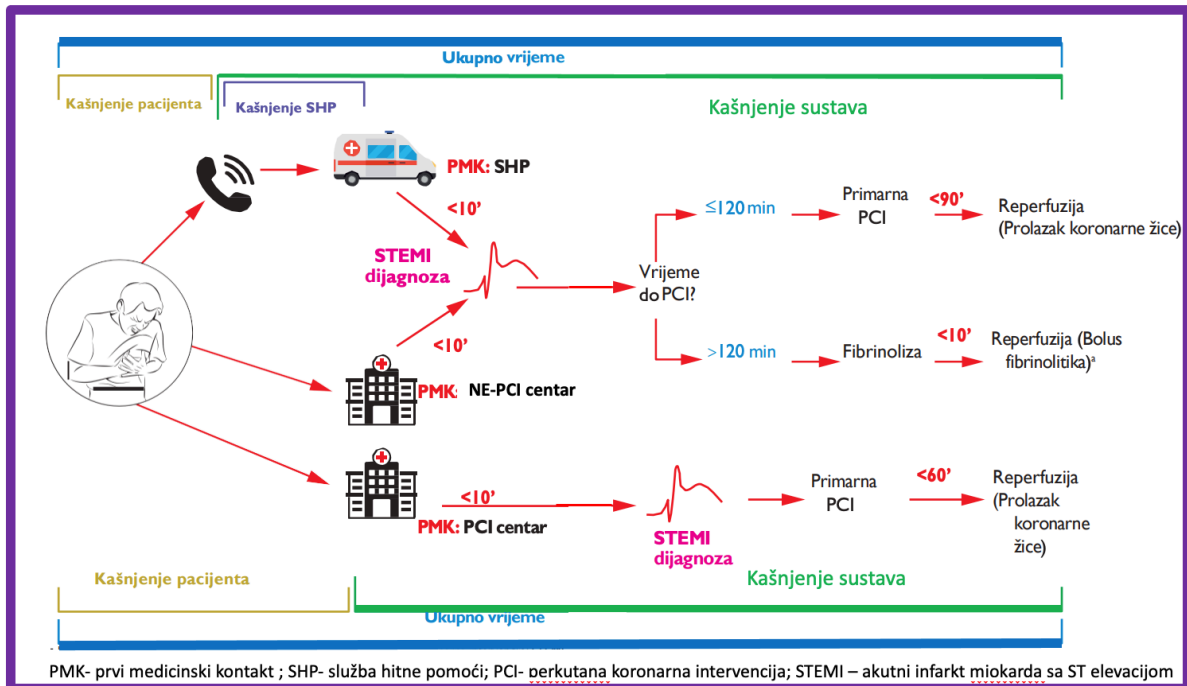 Ukupno vrijeme
Kašnjenje pacijenta
Kašnjenje SHP
Kašnjenje sustava
PMK: SHP
<10'
STEMI
dijagnoza
<10'
PMK: NE-PCI centar
Vrijeme
do PCI?
≤120 min
Primarna
PCI
<90'
Reperfuzija
(Prolazak koronarne žice)
>120 min
Fibrinoliza
<10'
Reperfuzija (Bolus
fibrinolitika)ª
<10'
PMK: PCI centar
STEMI
dijagnoza
Primarna
PCI
<60'
Reperfuzija
(Prolazak
koronarne
žice)
Kašnjenje pacijenta
Kašnjenje sustava
Ukupno vrijeme
PMK- prvi medicinski kontakt ; SHP- služba hitne pomoći; PCI- perkutana koronarna intervencija; STEMI – akutni infarkt miokarda sa ST elevacijom